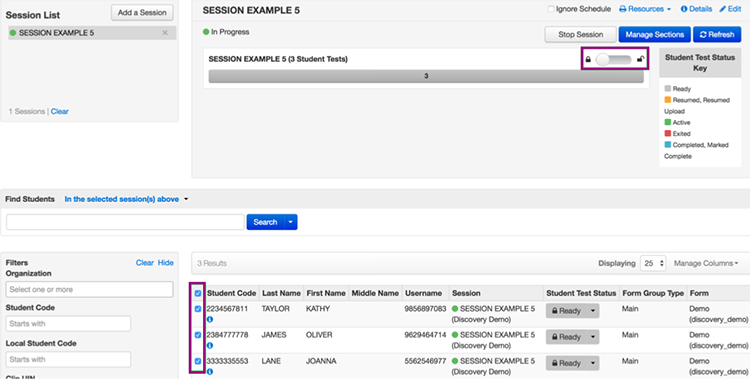 Session List
Add a Session
SESSION EXAMPLE 5
1 Sessions | Clear
SESSION EXAMPLE 5
Ignore Schedule
Resources
Details
Edit
In Progress
Stop Session
Manage Sections
Refresh
SESSION EXAMPLE 5 (3 Student Tests)
3
Student Test Status
Key
Ready
Resumed, Resumed
Upload
Active
Exited
Completed, Marked
Complete
Find Students
In the selected session(s) above
Search
Filters
Clear Hide
Organization
Select one or more
Student Code
Starts with
Local Student Code
Starts with
3 Results
Displaying 25
Manage Columns
Student Code Last Name First Name Middle Name Username Session Student Test Status Form Group Type Form
2234567811 TAYLOR KATHY 9856897083 SESSION EXAMPLE 5 Ready Main Demo
(Discovery Demo) (discovery_demo)
2384777778 JAMES OLIVER 9629464714 SESSION EXAMPLE 5 Ready Main Demo
(Discovery Demo) (discovery_demo)
3333335553 LANE JOANNA 5562546977 SESSION EXAMPLE 5 Ready Main Demo
(Discovery Demo) (discovery_demo)